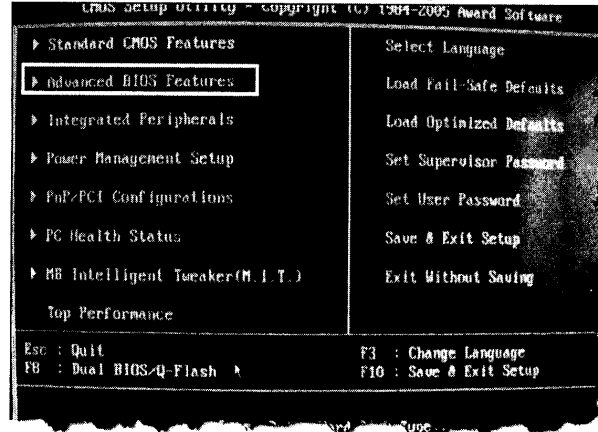 CMOS Setup Utility - Copyright (C) 1984-2005 Award Software
Standard CMOS Features
Advanced BIOS Features
Integrated Peripherals
Power Management Setup
PnP/PCI Configurations
PC Health Status
MB Intelligent Tweaker(M.I.T.)
Top Performance
Select Language
Load Fail-Safe Defaults
Load Optimized Defaults
Set Supervisor Password
Set User Password
Save & Exit Setup
Exit Without Saving
Esc : Quit
F8 : Dual BIOS/Q-Flash
F3 : Change Language
F10 : Save & Exit Setup